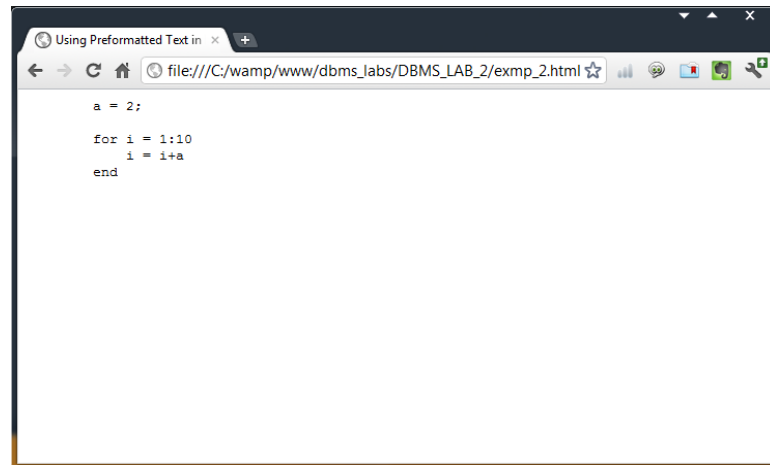 Using Preformatted Text in
file:///C:/wamp/www/dbms_labs/DBMS_LAB_2/exmp_2.html
a = 2;
for i = 1:10
    i = i+a
end